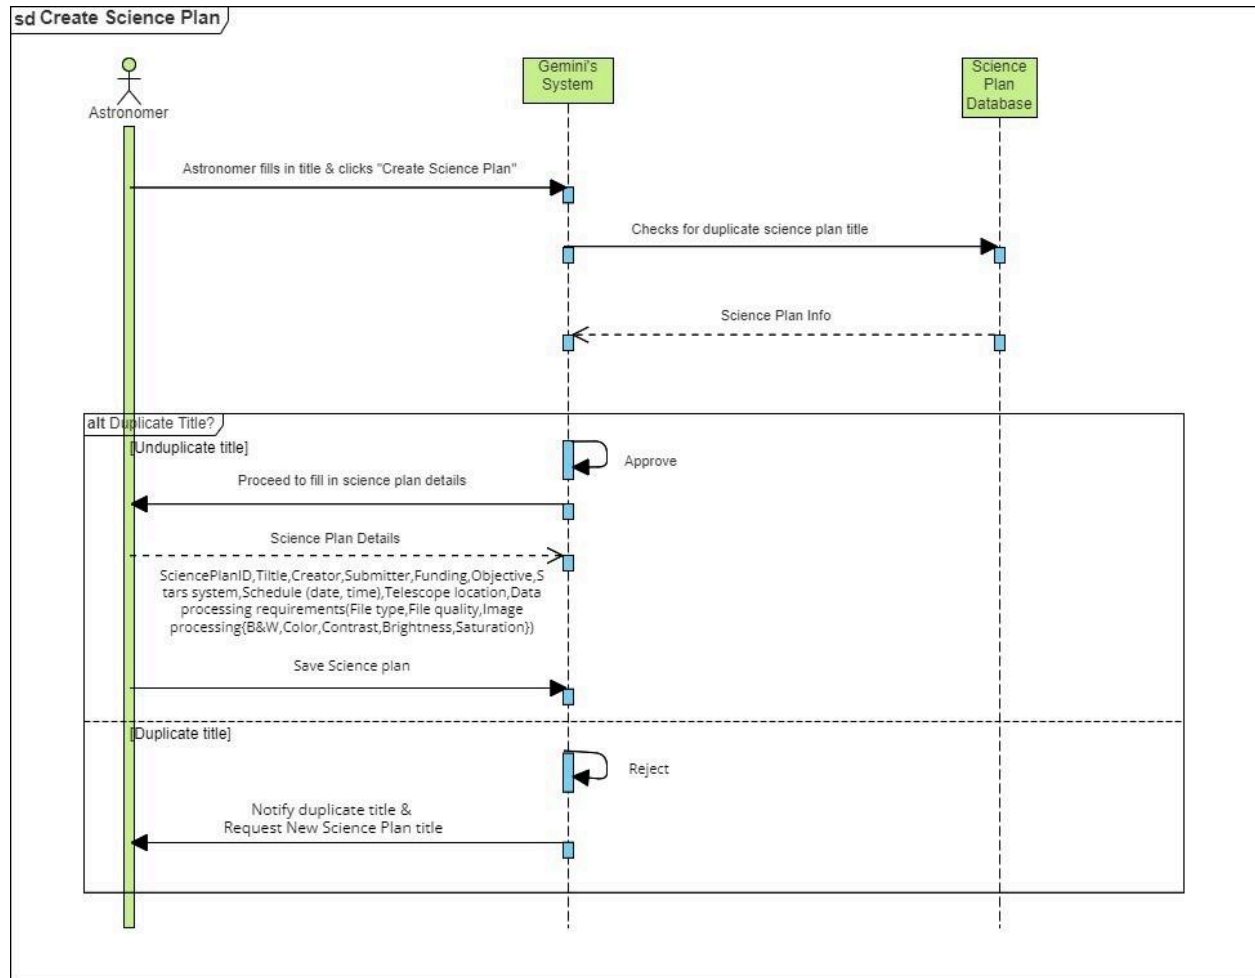 sd Create Science Plan
Astronomer
Gemini's
System
Science
Plan
Database
Astronomer fills in title & clicks "Create Science Plan"
Checks for duplicate science plan title
Science Plan Info
alt Duplicate Title?
[Unduplicate title]
Approve
Proceed to fill in science plan details
Science Plan Details
SciencePlanID,Tiltle,Creator,Submitter,Funding,Objective,S
tars system,Schedule (date, time),Telescope location,Data
processing requirements(File type,File quality,Image
processing{B&W,Color,Contrast,Brightness,Saturation})
Save Science plan
[Duplicate title]
Reject
Notify duplicate title &
Request New Science Plan title